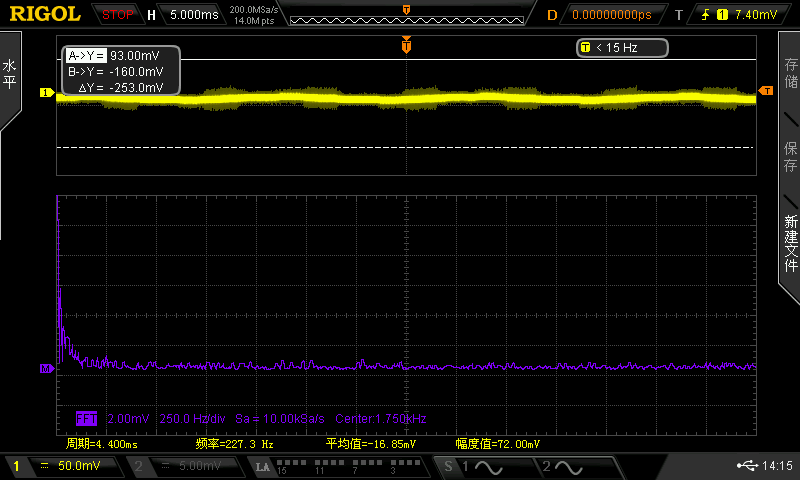 RIGOL STOP H 5.000ms 200.0MSa/s D 0.00000000ps T 1 7.40mV
14.0M pts
T
A->Y= 93.00mV
B->Y= -160.0mV
ΔY= -253.0mV
T < 15 Hz
1
T
水平
存储
保存
新建文件
M
FFT 2.00mV 250.0 Hz/div Sa = 10.00kSa/s Center:1.750kHz
周期=4.400ms 频率=227.3 Hz 平均值=-16.85mV 幅度值=72.00mV
1 50.0mV 2 5.00mV LA 15 11 7 3 S 1 2 14:15